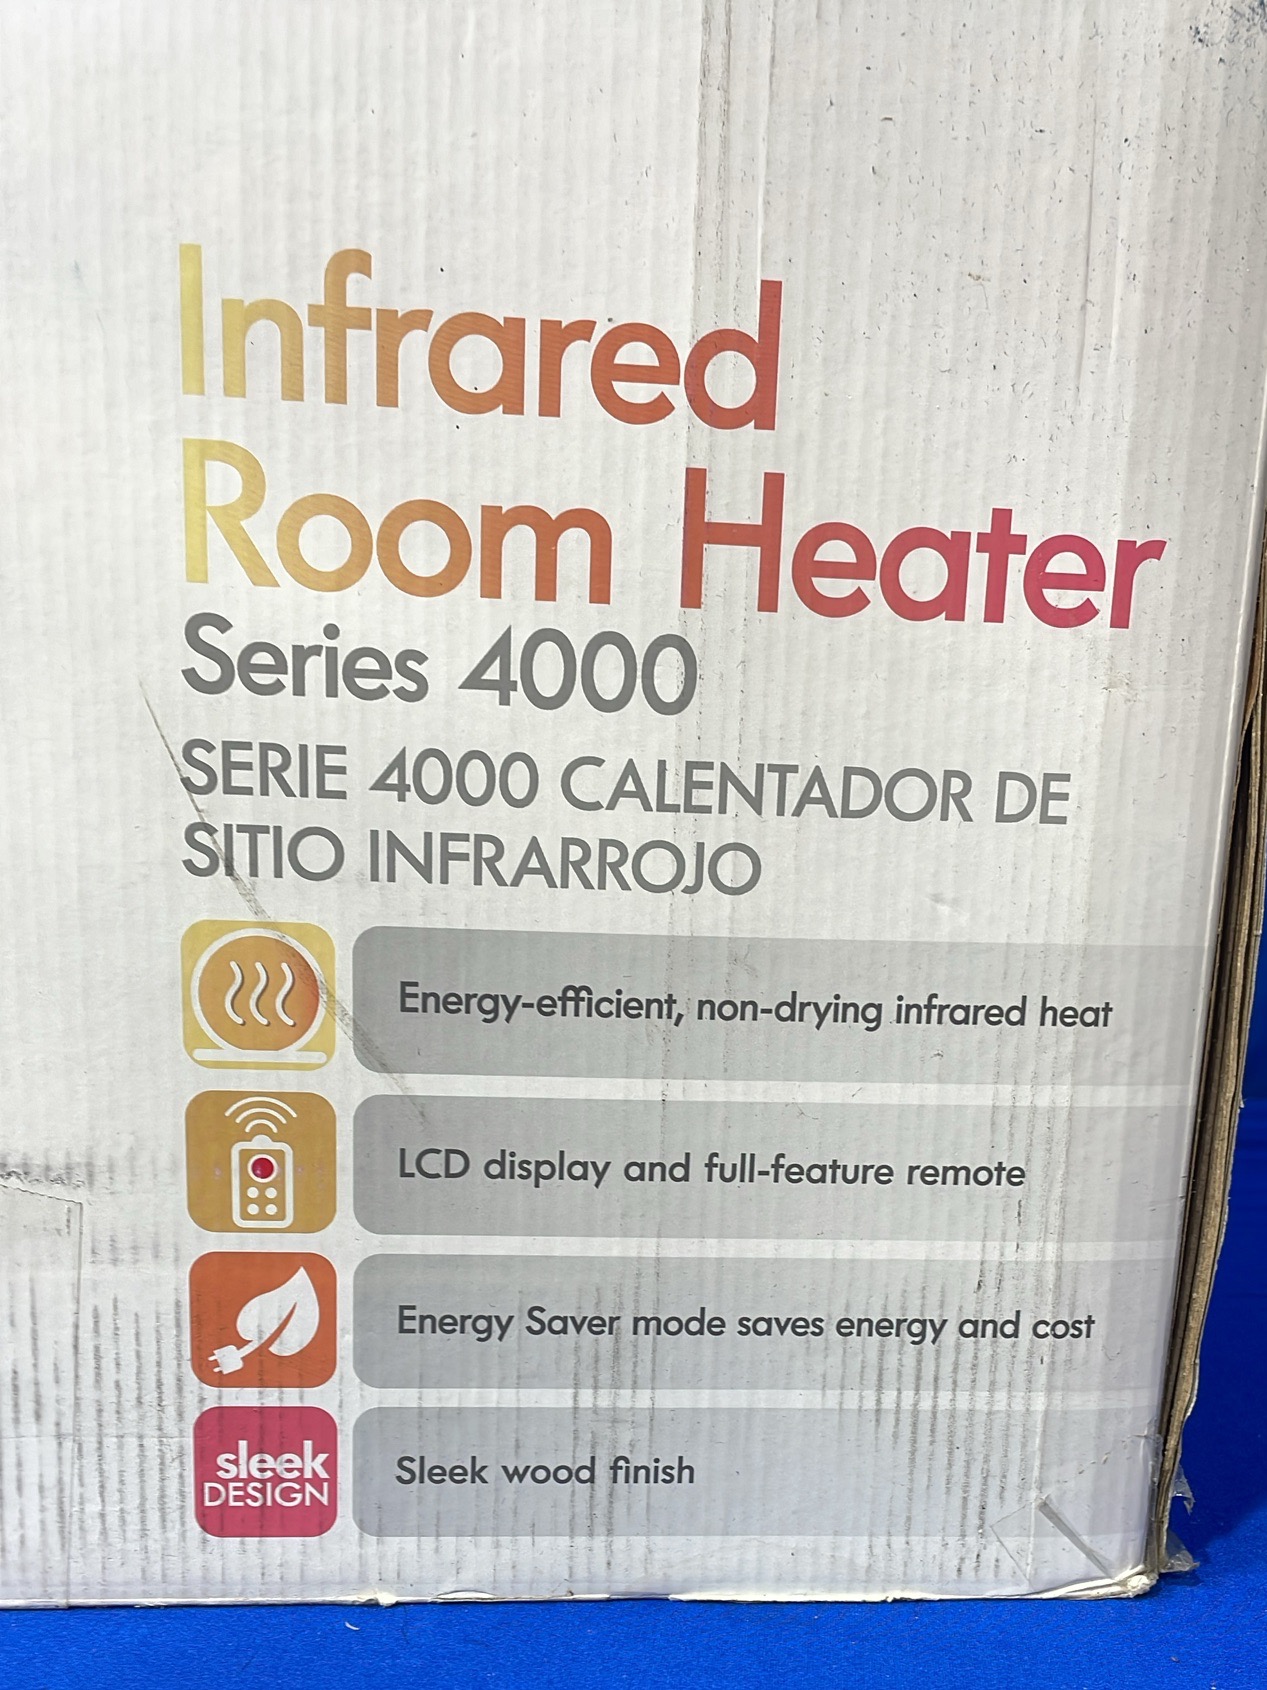 Infrared
Room Heater
Series 4000
SERIE 4000 CALENTADOR DE
SITIO INFRARROJO
Energy-efficient, non-drying infrared heat
LCD display and full-feature remote
Energy Saver mode saves energy and cost
sleek
DESIGN
Sleek wood finish